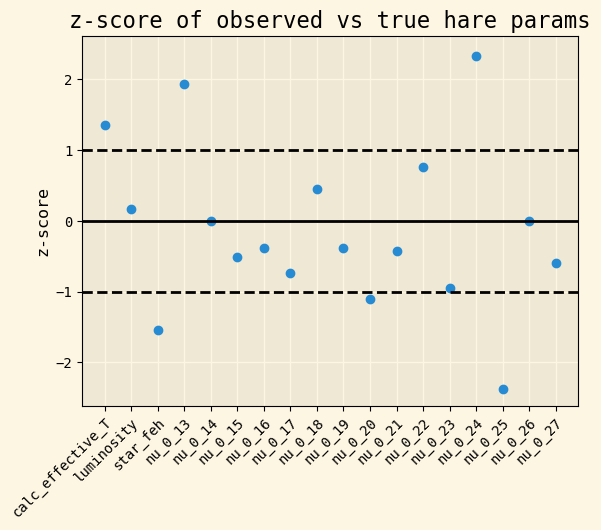 z-score of observed vs true hare params
z-score
2
1
0
−1
−2
calc_effective_T
luminosity
star_feh
nu_0_13
nu_0_14
nu_0_15
nu_0_16
nu_0_17
nu_0_18
nu_0_19
nu_0_20
nu_0_21
nu_0_22
nu_0_23
nu_0_24
nu_0_25
nu_0_26
nu_0_27